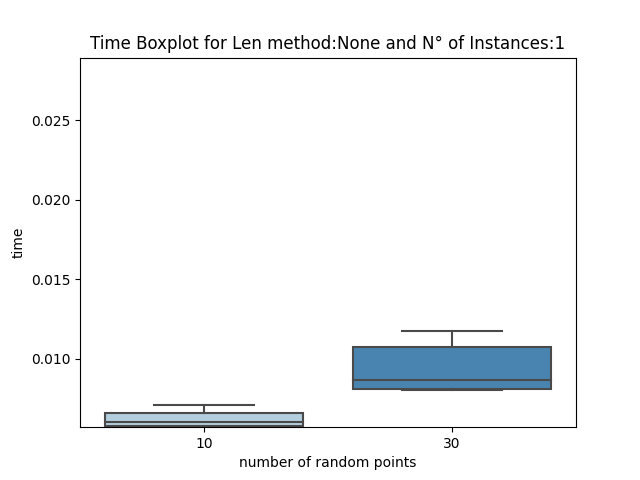 Time Boxplot for Len method:None and N° of Instances:1
0.025
0.020
0.015
0.010
time
10 30
number of random points